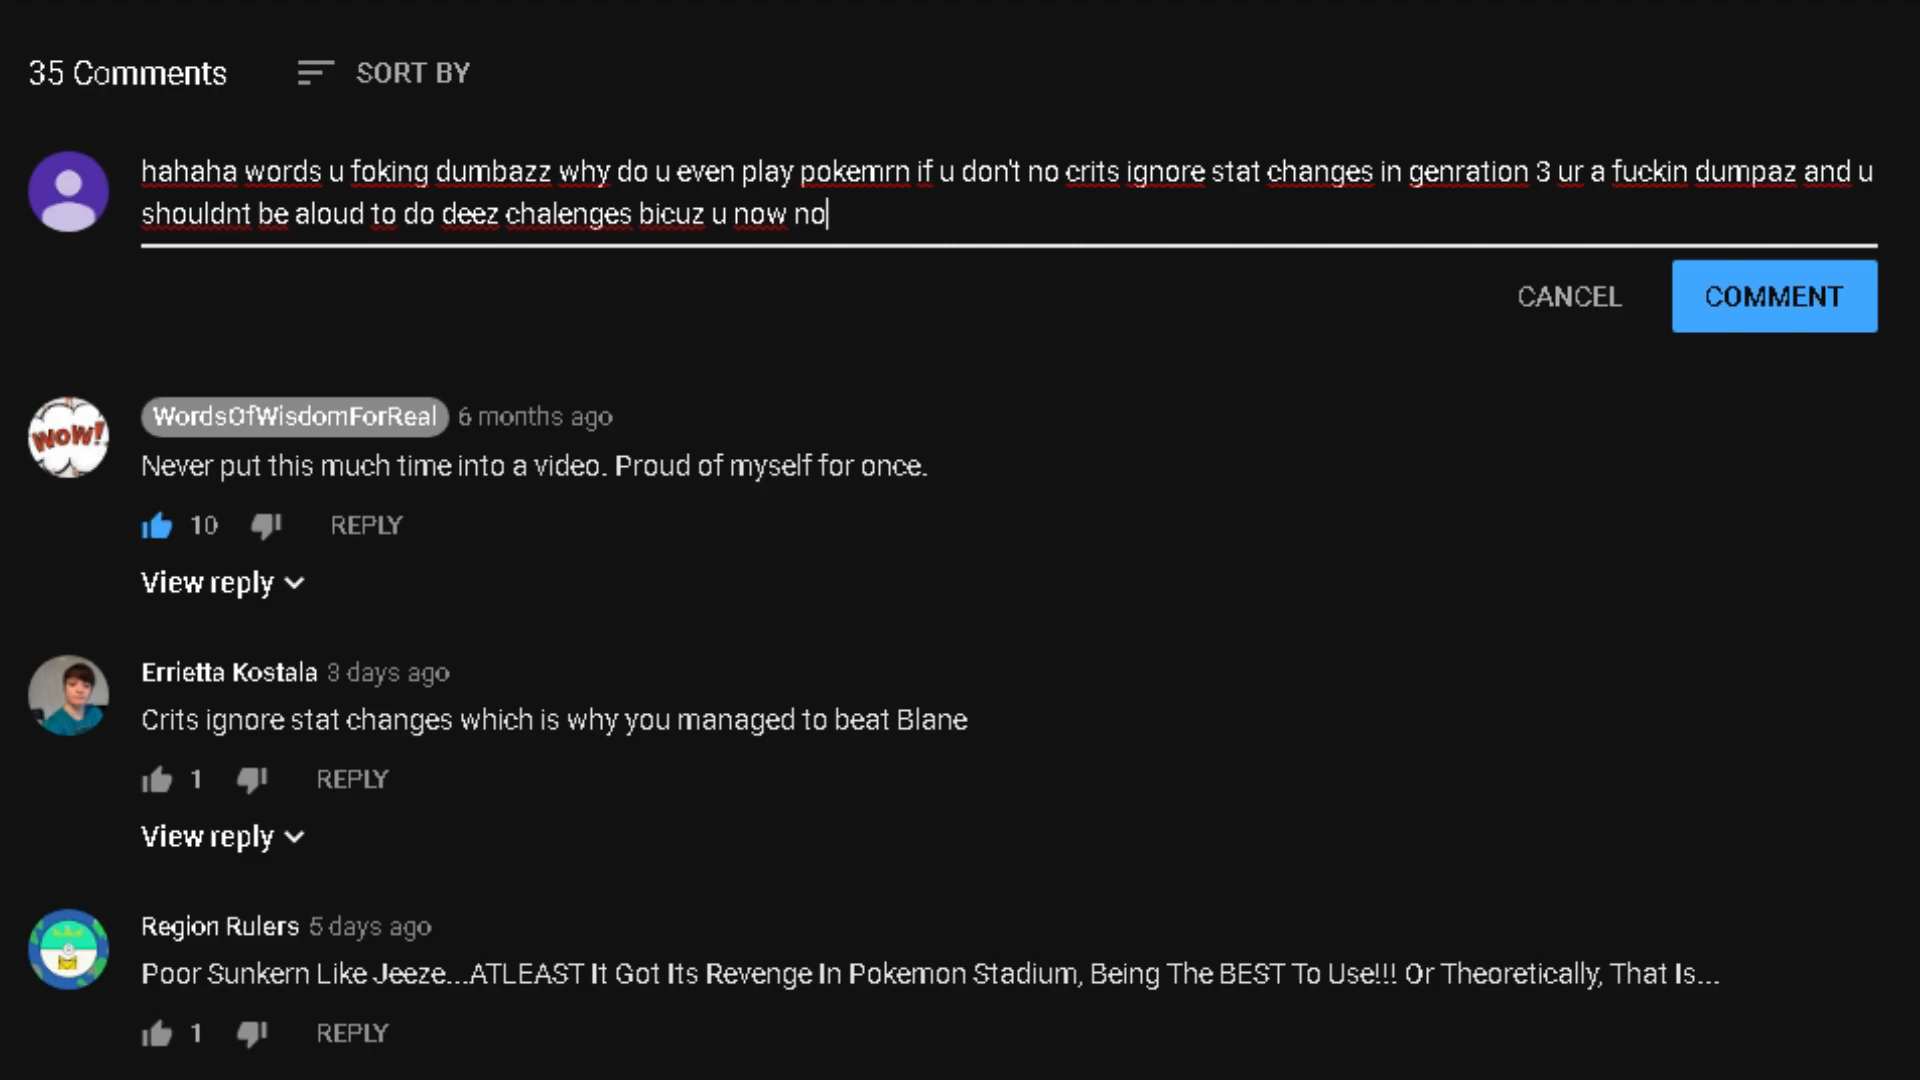 35 Comments
SORT BY
hahaha words u foking dumbazz why do u even play pokemrn if u don't no crits ignore stat changes in genration 3 ur a fuckin dumpaz and u
shouldnt be aloud to do deez chalenges bicuz u now no
CANCEL
COMMENT
WOW!
WordsOfWisdomForReal 6 months ago
Never put this much time into a video. Proud of myself for once.
10
REPLY
View reply
Errietta Kostala 3 days ago
Crits ignore stat changes which is why you managed to beat Blane
1
REPLY
View reply
Region Rulers 5 days ago
Poor Sunkern Like Jeeze...ATLEAST It Got Its Revenge In Pokemon Stadium, Being The BEST To Use!!! Or Theoretically, That Is...
1
REPLY